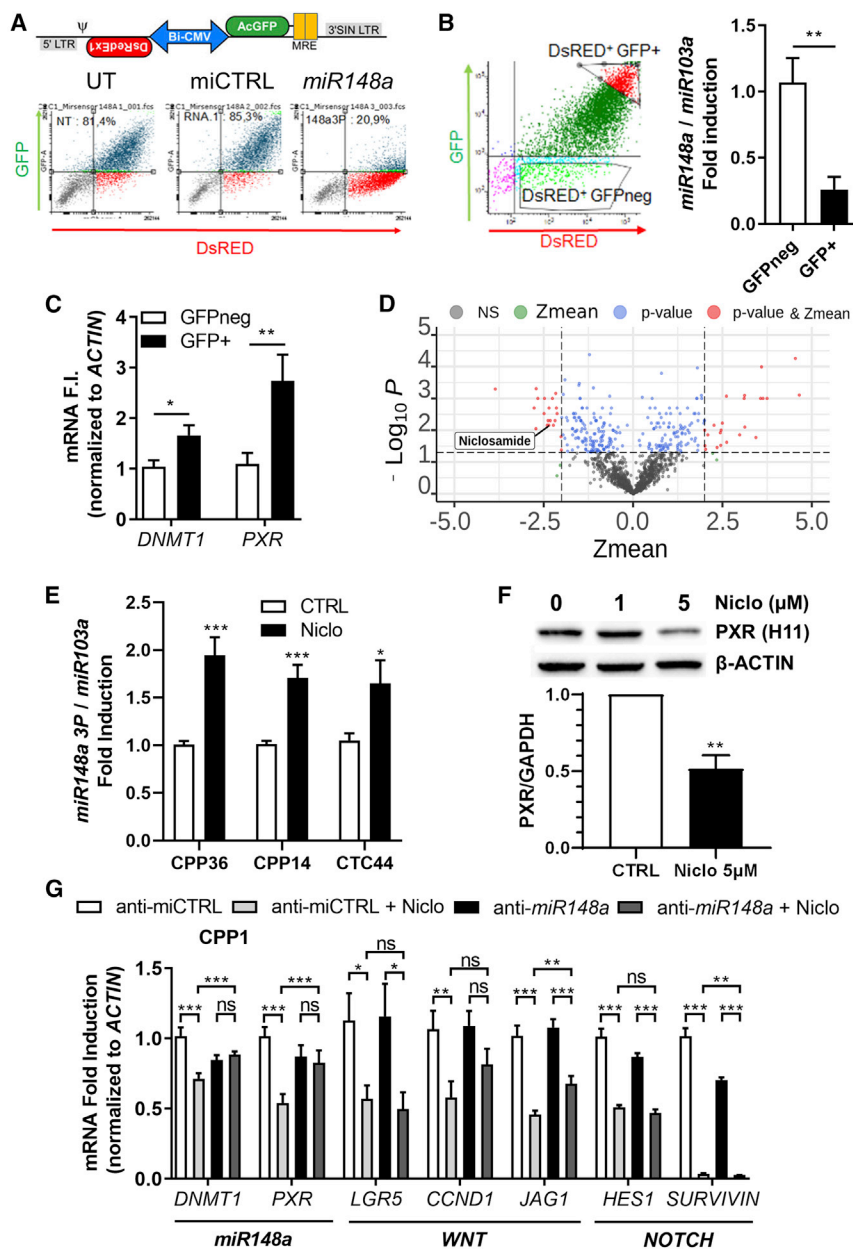 A
ψ
AcGFP
5' LTR
DsRedEx1
Bi-CMV
3'SIN LTR
MRE
UT
miCTRL
miR148a
NT : 81,4%
RNA.1 : 85,3%
148a3P : 20,9%
GFP
DsRED
B
DsRED+ GFP+
DsRED+ GFPneg
GFP
DsRED
miR148a / miR103a
Fold induction
1.5
1.0
0.5
0.0
**
GFPneg
GFP+
C
GFPneg
GFP+
mRNA F.I.
(normalized to ACTIN)
4
3
2
1
0
*
**
DNMT1
PXR
D
NS
Zmean
p-value
p-value & Zmean
- Log10 P
5
4
3
2
1
0
Niclosamide
-5.0
-2.5
0.0
2.5
5.0
Zmean
E
CTRL
Niclo
miR148a 3P / miR103a
Fold Induction
2.5
2.0
1.5
1.0
0.5
0.0
***
***
*
CPP36
CPP14
CTC44
F
0 1 5 Niclo (µM)
PXR (H11)
β-ACTIN
PXR/GAPDH
1.0
0.5
0.0
**
CTRL
Niclo 5µM
G
anti-miCTRL
anti-miCTRL + Niclo
anti-miR148a
anti-miR148a + Niclo
CPP1
mRNA Fold Induction
(normalized to ACTIN)
1.5
1.0
0.5
0.0
*** *** ns
*** *** ns
* ns *
** ns ns
*** ** ***
*** ns ***
*** ** ***
DNMT1 PXR LGR5 CCND1 JAG1 HES1 SURVIVIN
miR148a WNT NOTCH